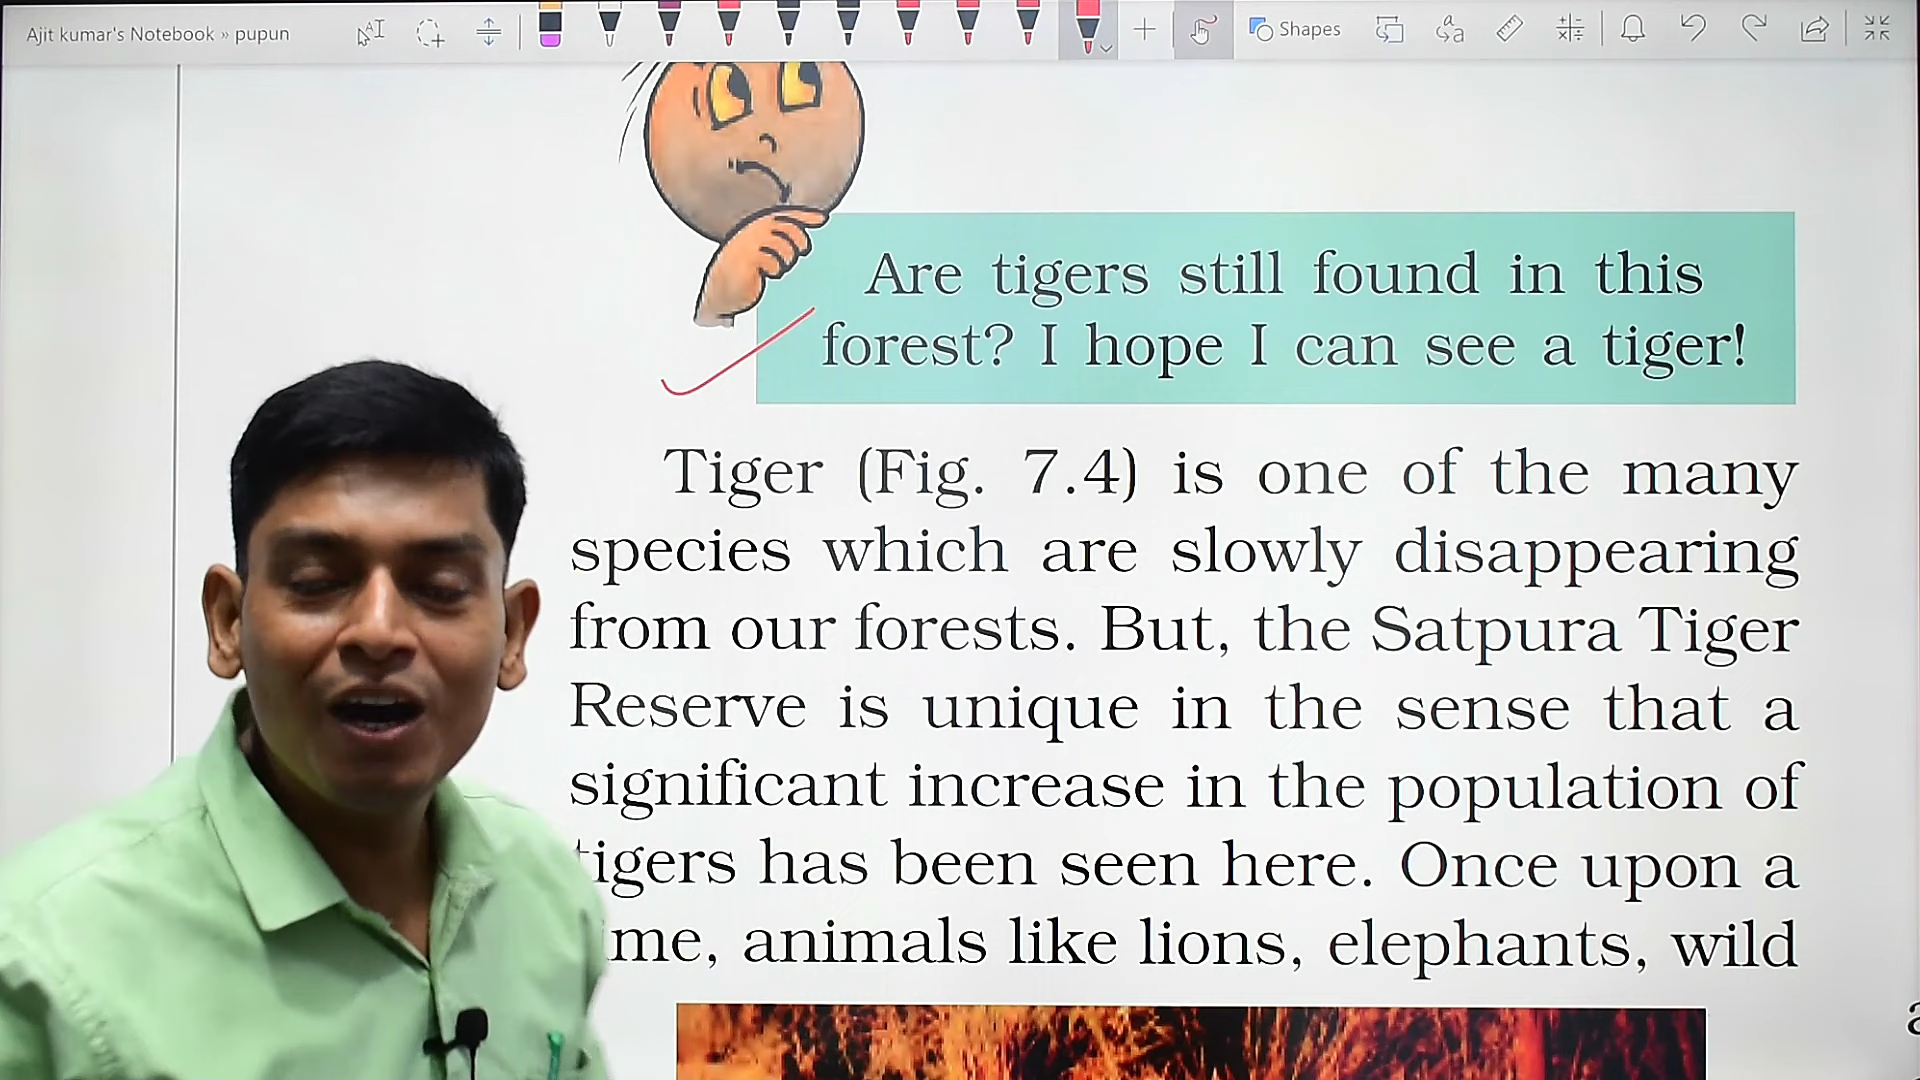 Ajit kumar's Notebook » pupun
Shapes
Are tigers still found in this
forest? I hope I can see a tiger!
Tiger (Fig. 7.4) is one of the many
species which are slowly disappearing
from our forests. But, the Satpura Tiger
Reserve is unique in the sense that a
significant increase in the population of
tigers has been seen here. Once upon a
me, animals like lions, elephants, wild